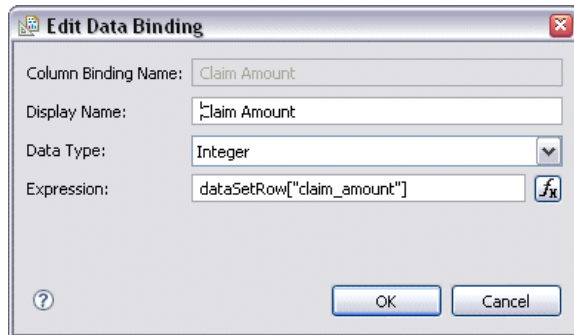 Edit Data Binding
Column Binding Name: Claim Amount
Display Name: Claim Amount
Data Type: Integer
Expression: dataSetRow["claim_amount"] fx
? OK Cancel